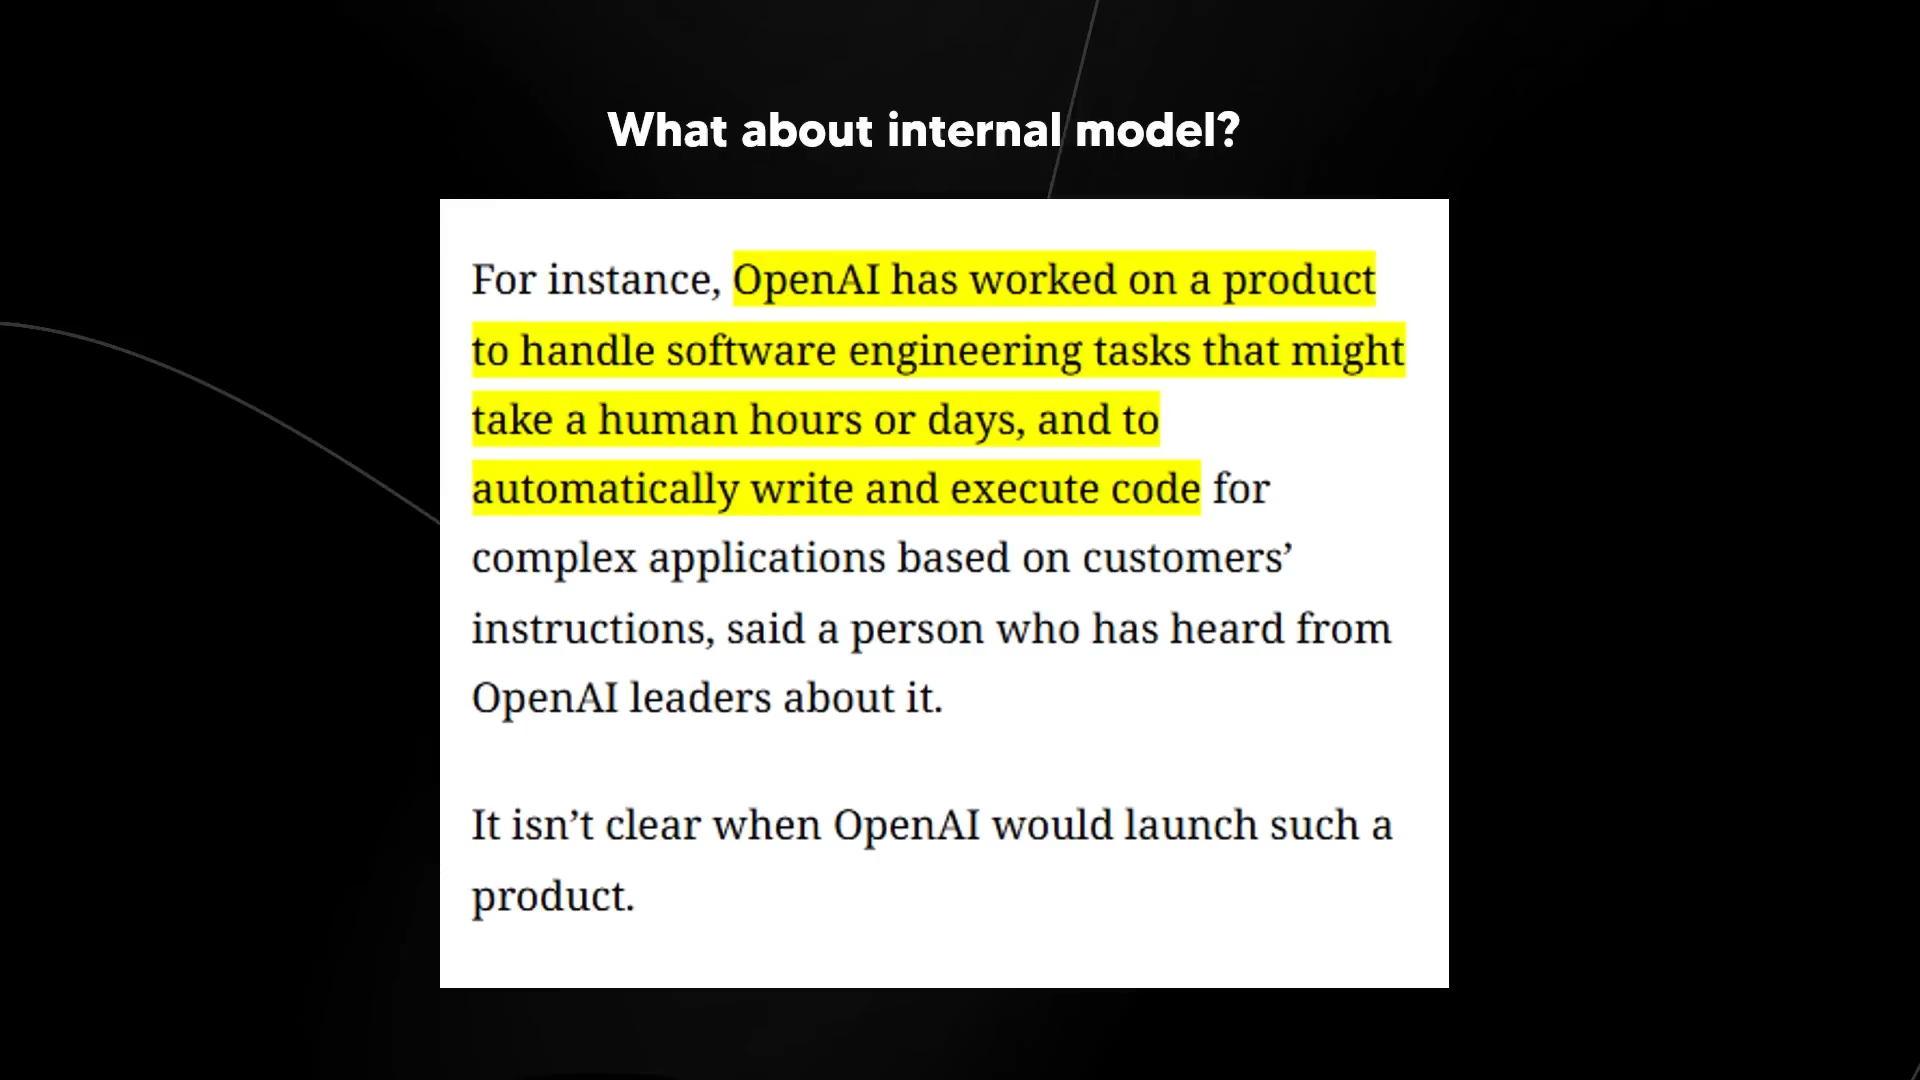 What about internal model?
For instance, OpenAI has worked on a product
to handle software engineering tasks that might
take a human hours or days, and to
automatically write and execute code for
complex applications based on customers’
instructions, said a person who has heard from
OpenAI leaders about it.
It isn’t clear when OpenAI would launch such a
product.